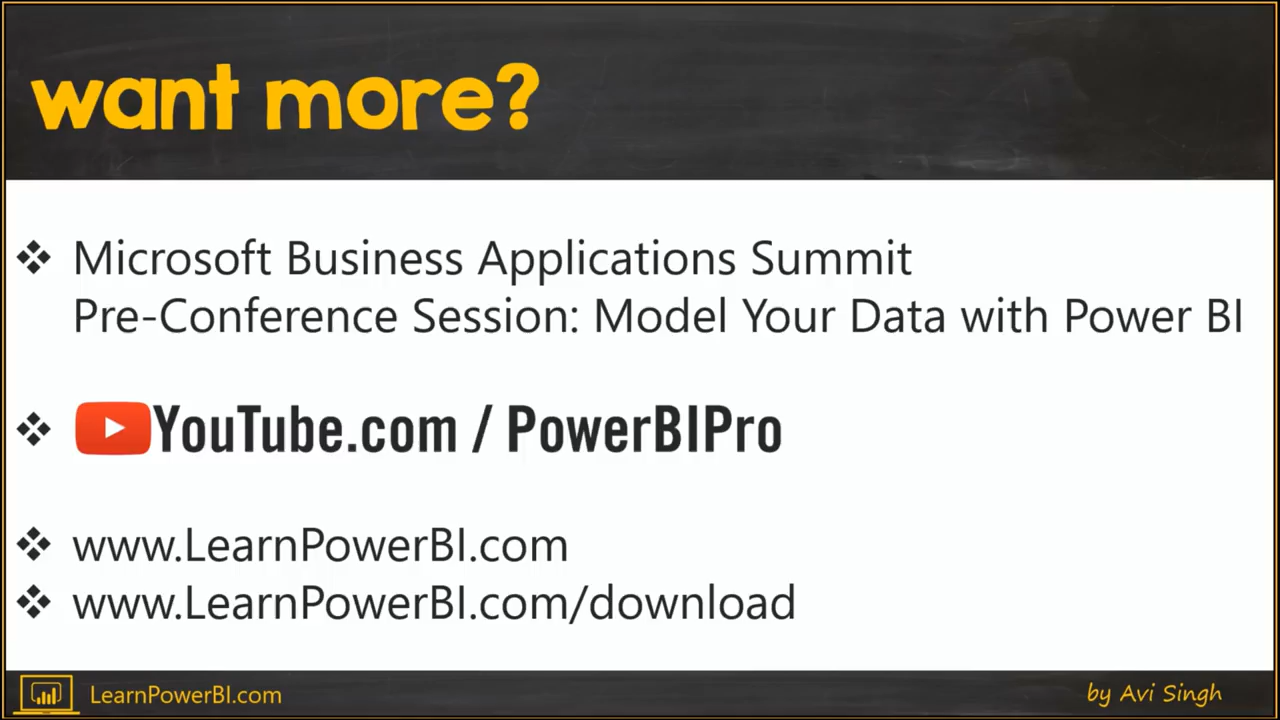 want more?
Microsoft Business Applications Summit
Pre-Conference Session: Model Your Data with Power BI
YouTube.com / PowerBIPro
www.LearnPowerBI.com
www.LearnPowerBI.com/download
LearnPowerBI.com
by Avi Singh